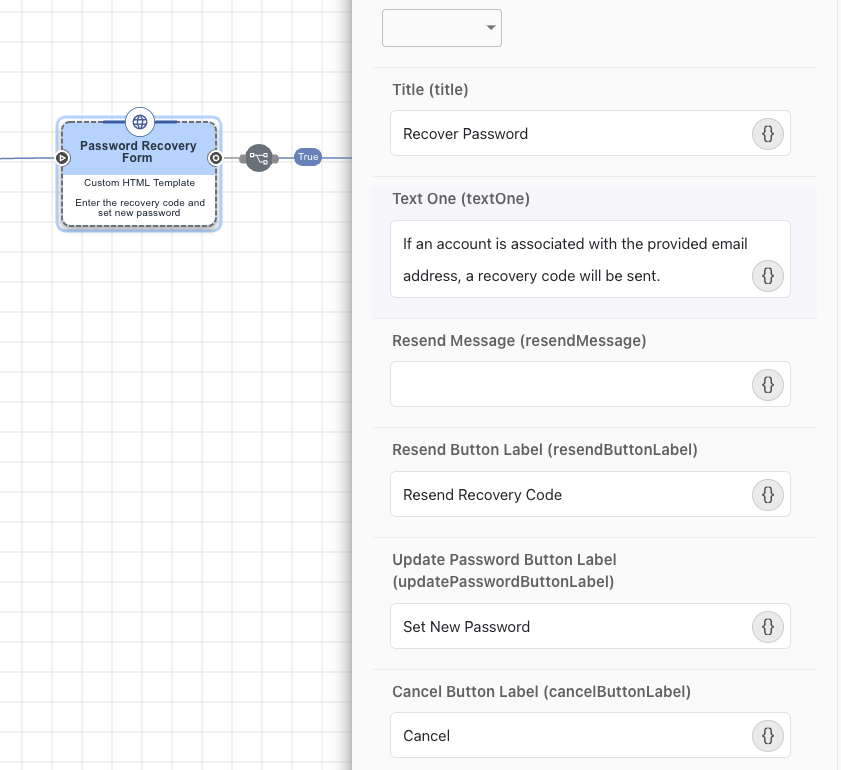 Password Recovery
Form
Custom HTML Template
Enter the recovery code and
set new password
True
Title (title)
Recover Password
{}
Text One (textOne)
If an account is associated with the provided email
address, a recovery code will be sent.
{}
Resend Message (resendMessage)
{}
Resend Button Label (resendButtonLabel)
Resend Recovery Code
{}
Update Password Button Label
(updatePasswordButtonLabel)
Set New Password
{}
Cancel Button Label (cancelButtonLabel)
Cancel
{}